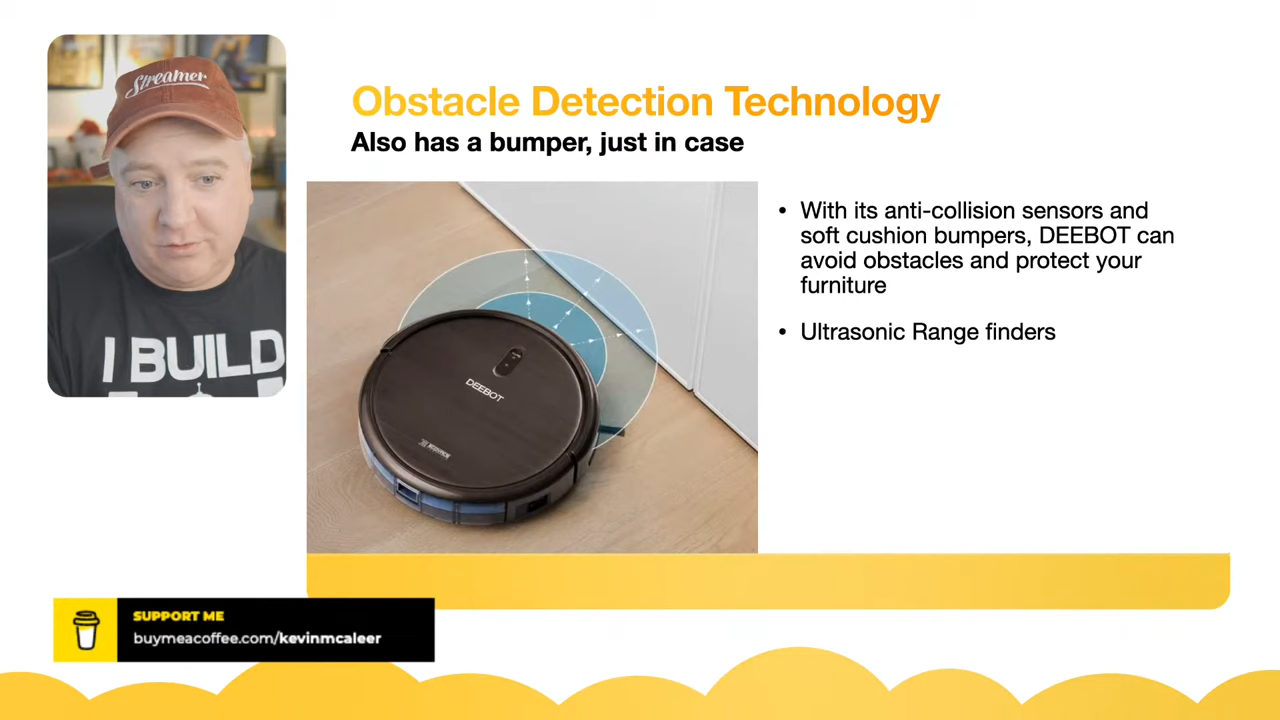 Streamer
I BUILD
Obstacle Detection Technology
Also has a bumper, just in case
DEEBOT
• With its anti-collision sensors and
soft cushion bumpers, DEEBOT can
avoid obstacles and protect your
furniture
• Ultrasonic Range finders
SUPPORT ME
buymeacoffee.com/kevinmcaleer